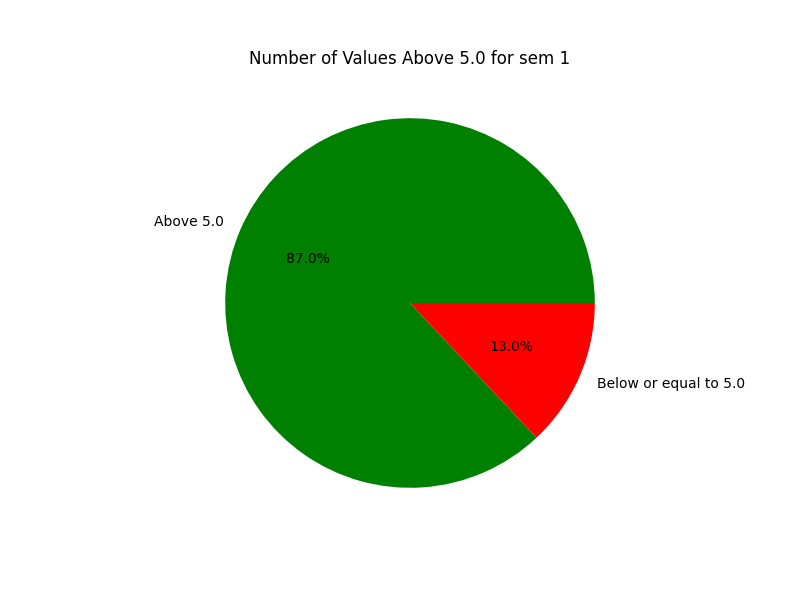 Number of Values Above 5.0 for sem 1
Above 5.0
87.0%
13.0%
Below or equal to 5.0